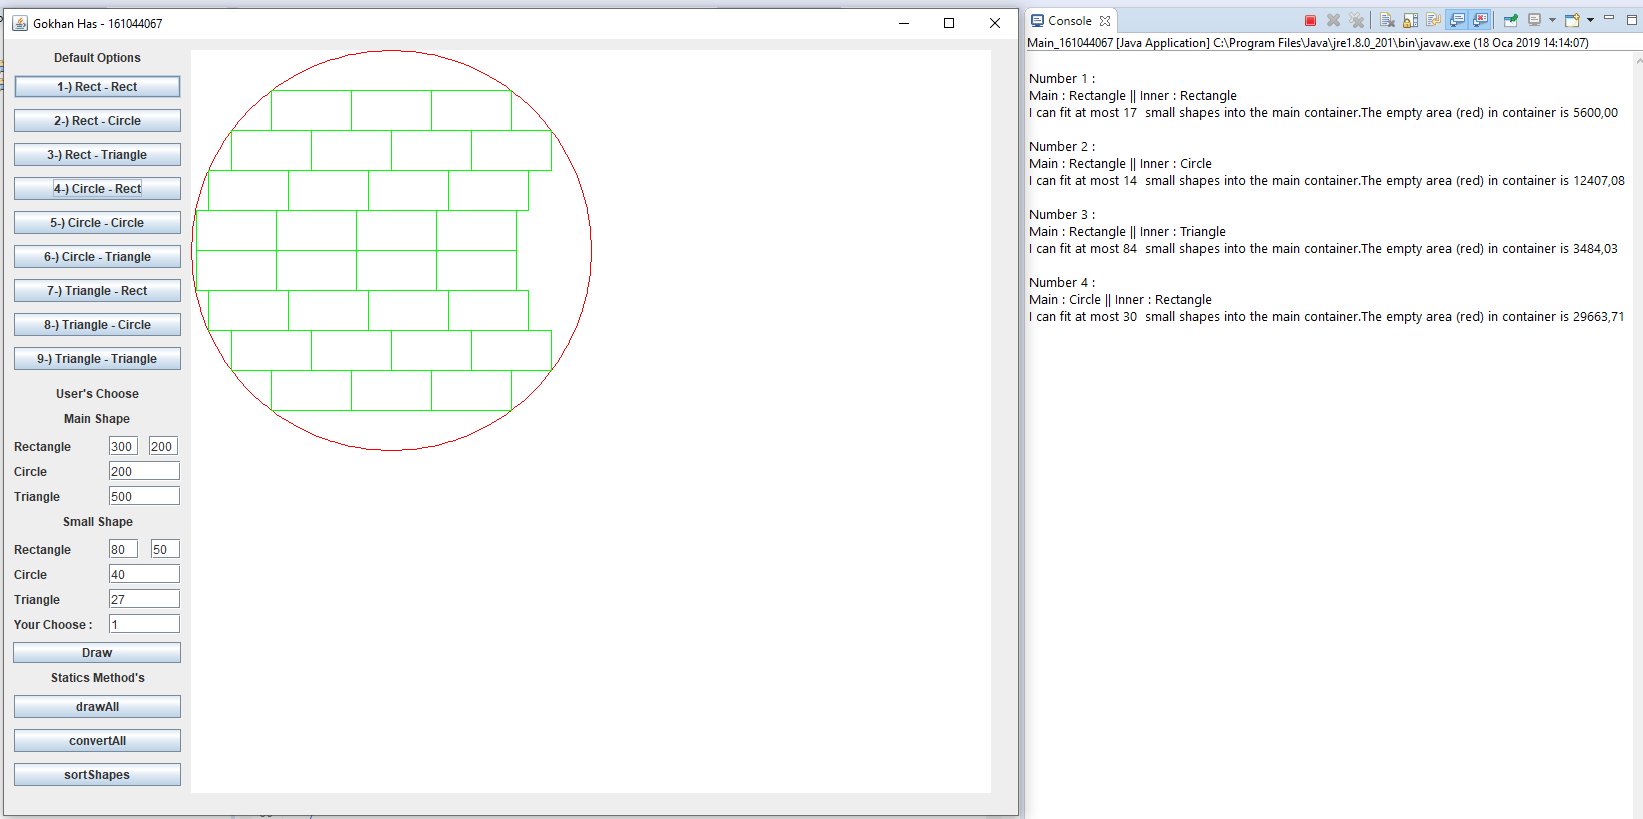 Gokhan Has - 161044067
Default Options
1-) Rect - Rect
2-) Rect - Circle
3-) Rect - Triangle
4-) Circle - Rect
5-) Circle - Circle
6-) Circle - Triangle
7-) Triangle - Rect
8-) Triangle - Circle
9-) Triangle - Triangle
User's Choose
Main Shape
Rectangle 300 200
Circle 200
Triangle 500
Small Shape
Rectangle 80 50
Circle 40
Triangle 27
Your Choose : 1
Draw
Statics Method's
drawAll
convertAll
sortShapes
Console
Main_161044067 [Java Application] C:\Program Files\Java\jre1.8.0_201\bin\javaw.exe (18 Oca 2019 14:14:07)
Number 1 :
Main : Rectangle || Inner : Rectangle
I can fit at most 17  small shapes into the main container.The empty area (red) in container is 5600,00
Number 2 :
Main : Rectangle || Inner : Circle
I can fit at most 14  small shapes into the main container.The empty area (red) in container is 12407,08
Number 3 :
Main : Rectangle || Inner : Triangle
I can fit at most 84  small shapes into the main container.The empty area (red) in container is 3484,03
Number 4 :
Main : Circle || Inner : Rectangle
I can fit at most 30  small shapes into the main container.The empty area (red) in container is 29663,71